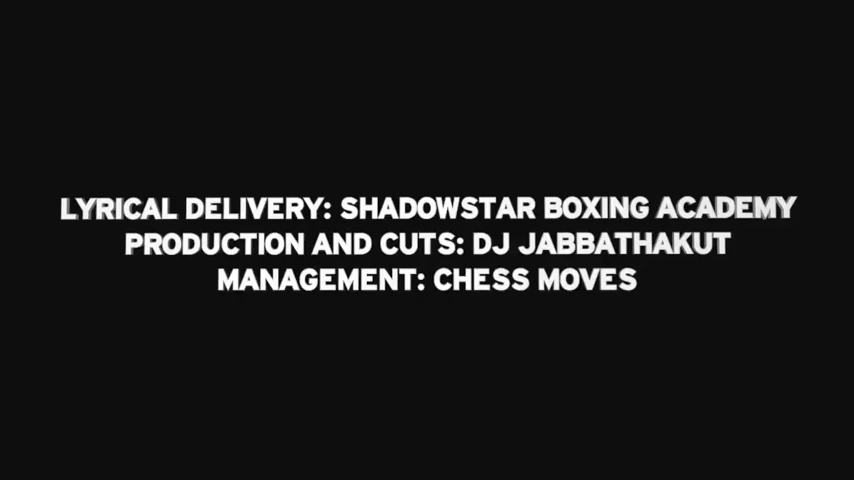 LYRICAL DELIVERY: SHADOWSTAR BOXING ACADEMY
PRODUCTION AND CUTS: DJ JABBATHAKUT
MANAGEMENT: CHESS MOVES